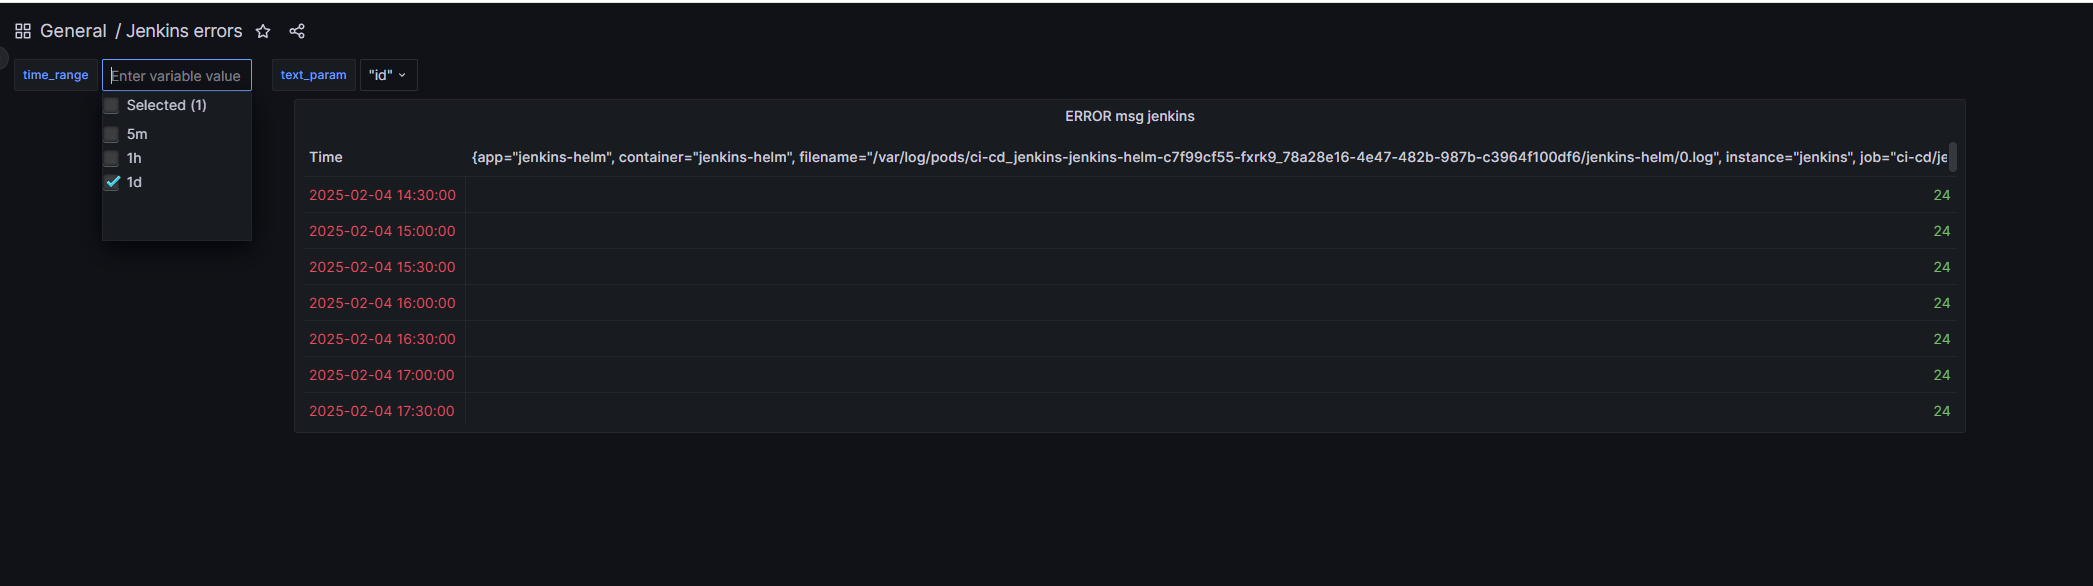 General / Jenkins errors
time_range Enter variable value text_param "id"
Selected (1)
5m
1h
1d
ERROR msg jenkins
Time {app="jenkins-helm", container="jenkins-helm", filename="/var/log/pods/ci-cd_jenkins-jenkins-helm-c7f99cf55-fxrk9_78a28e16-4e47-482b-987b-c3964f100df6/jenkins-helm/0.log", instance="jenkins", job="ci-cd/je
2025-02-04 14:30:00 24
2025-02-04 15:00:00 24
2025-02-04 15:30:00 24
2025-02-04 16:00:00 24
2025-02-04 16:30:00 24
2025-02-04 17:00:00 24
2025-02-04 17:30:00 24